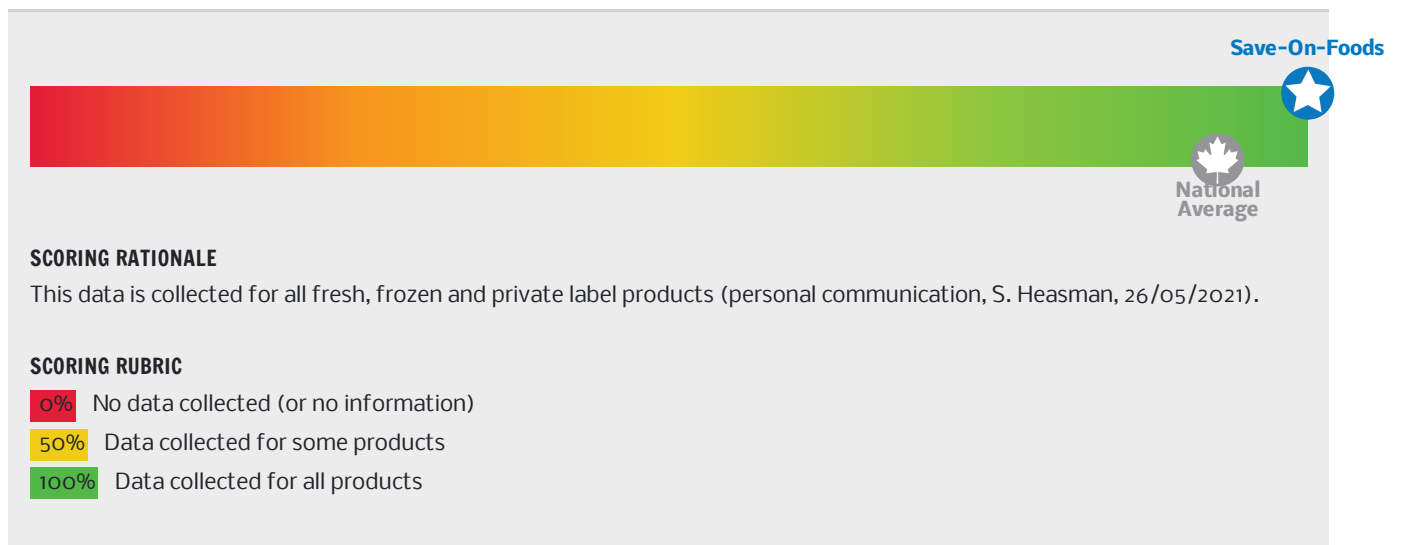 Save-On-Foods
National
Average
SCORING RATIONALE
This data is collected for all fresh, frozen and private label products (personal communication, S. Heasman, 26/05/2021).
SCORING RUBRIC
0% No data collected (or no information)
50% Data collected for some products
100% Data collected for all products